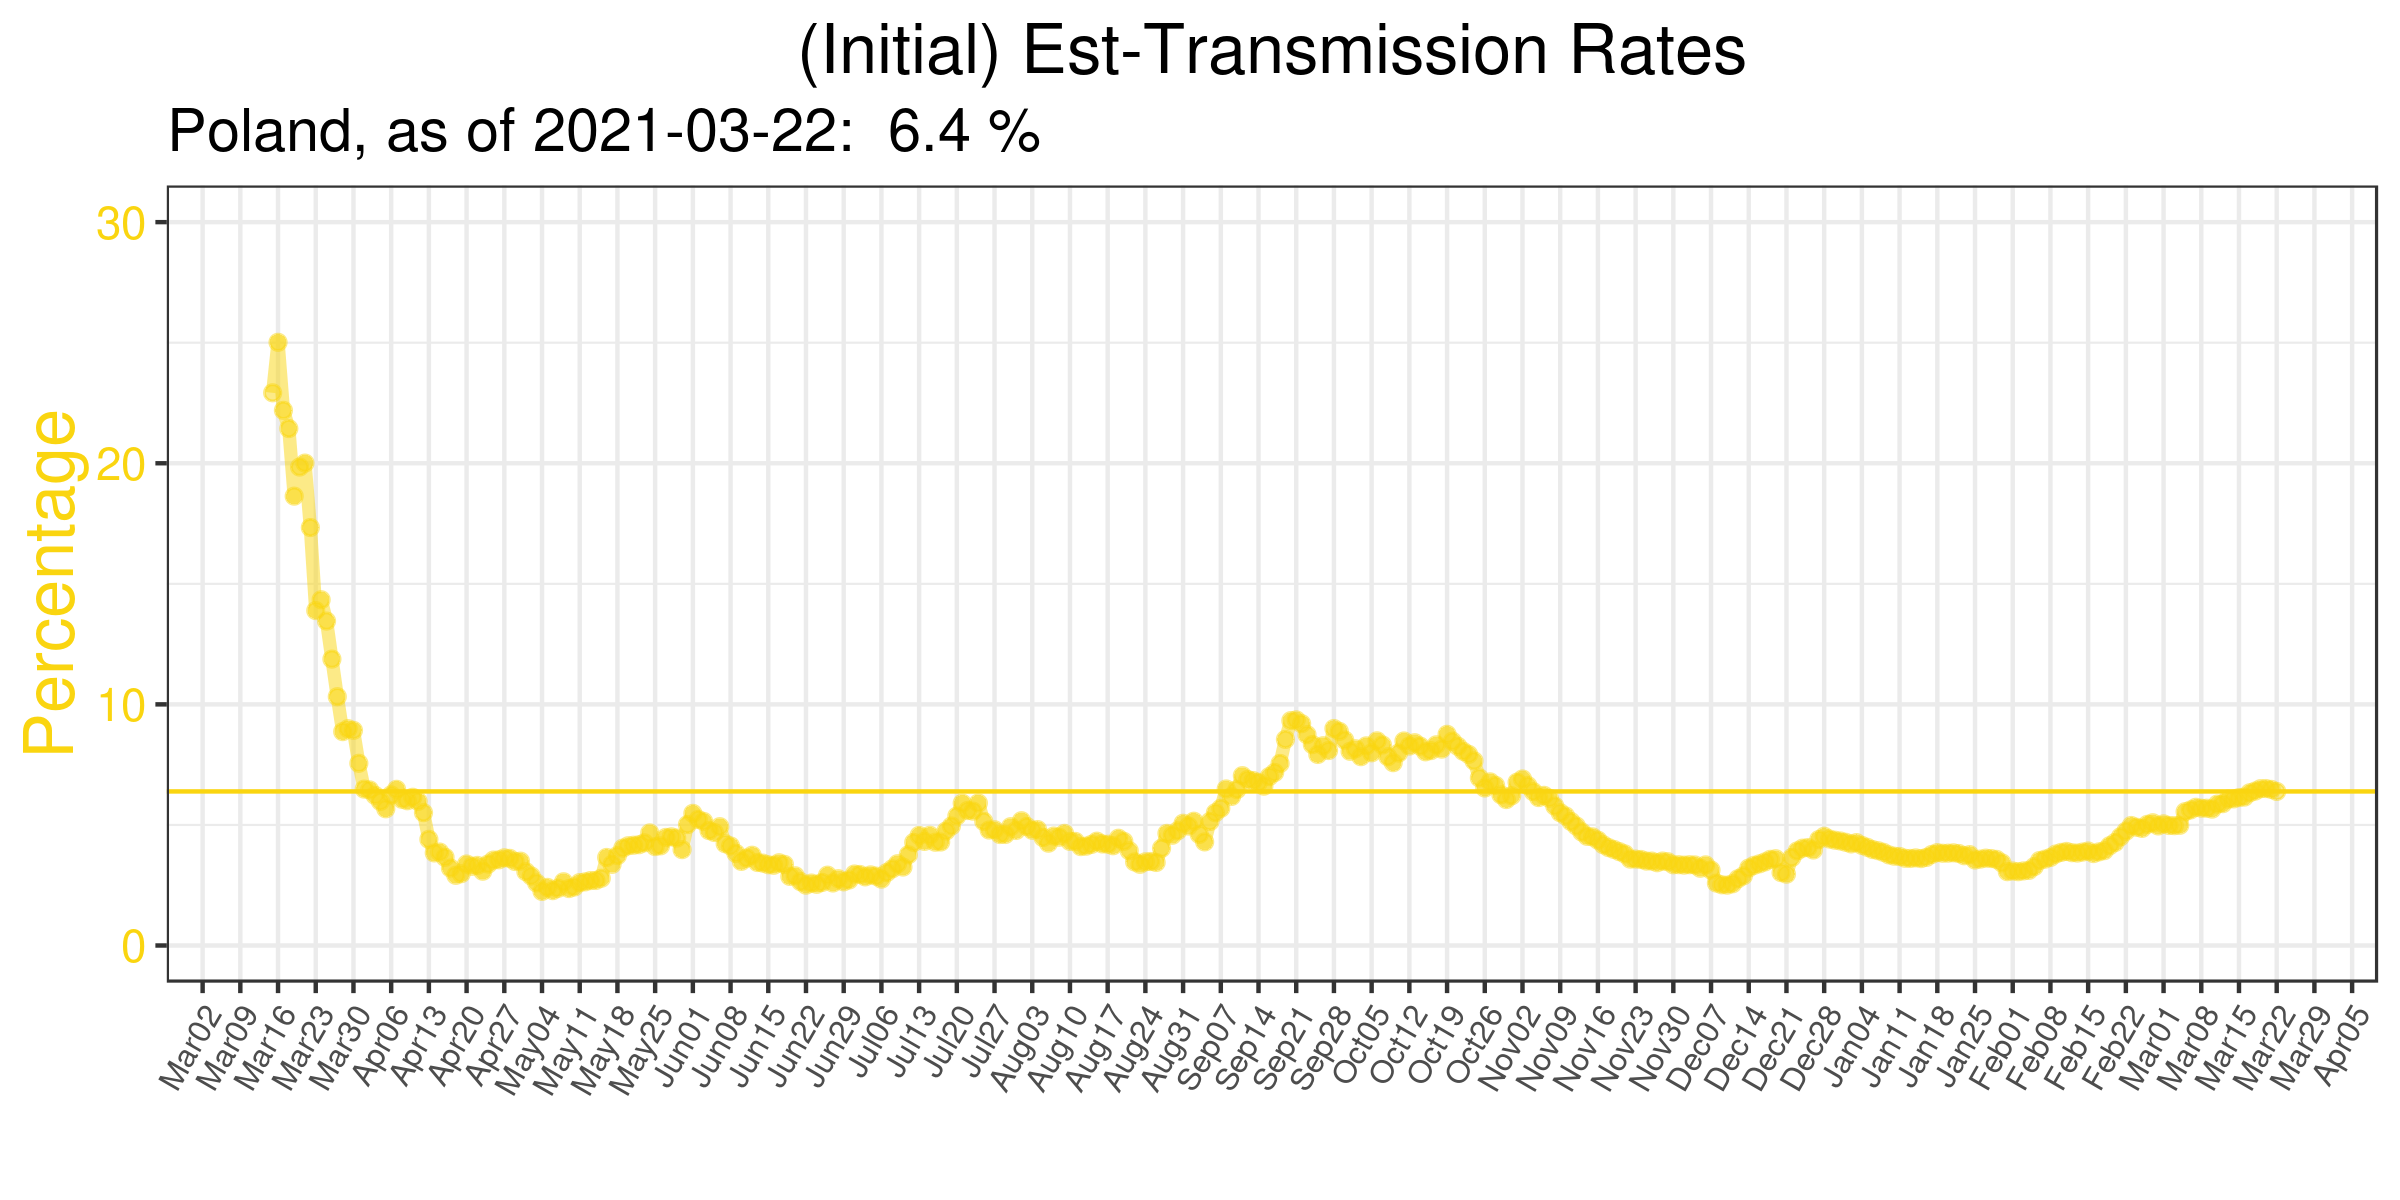 (Initial) Est-Transmission Rates
Poland, as of 2021-03-22:  6.4 %
Percentage
30
20
10
0
Mar02
Mar09
Mar16
Mar23
Mar30
Apr06
Apr13
Apr20
Apr27
May04
May11
May18
May25
Jun01
Jun08
Jun15
Jun22
Jun29
Jul06
Jul13
Jul20
Jul27
Aug03
Aug10
Aug17
Aug24
Aug31
Sep07
Sep14
Sep21
Sep28
Oct05
Oct12
Oct19
Oct26
Nov02
Nov09
Nov16
Nov23
Nov30
Dec07
Dec14
Dec21
Dec28
Jan04
Jan11
Jan18
Jan25
Feb01
Feb08
Feb15
Feb22
Mar01
Mar08
Mar15
Mar22
Mar29
Apr05